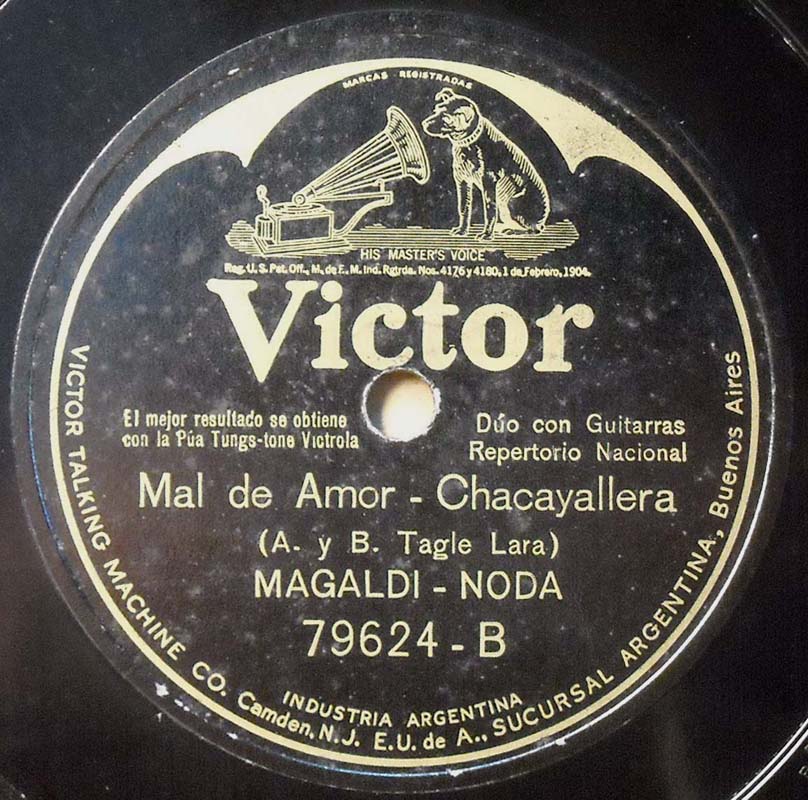 MARCAS REGISTRADAS
HIS MASTER'S VOICE
Reg. U.S. Pat. Off., M. de F., M. Ind. Rgtrda. Nos. 4176 y 4180, 1 de Febrero, 1904.
Victor
El mejor resultado se obtiene
con la Púa Tungs-tone Victrola
Dúo con Guitarras
Repertorio Nacional
Mal de Amor - Chacayallera
(A. y B. Tagle Lara)
MAGALDI - NODA
79624 - B
INDUSTRIA ARGENTINA
VICTOR TALKING MACHINE CO. Camden, N.J. E.U. de A., SUCURSAL ARGENTINA, Buenos Aires